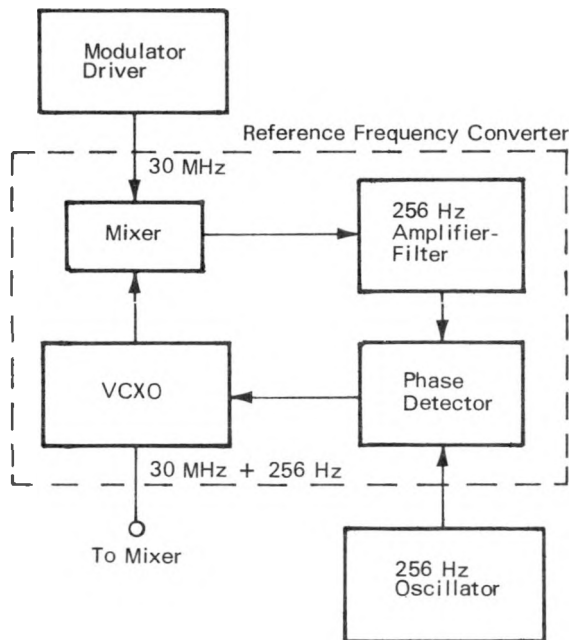 Modulator
Driver
Reference Frequency Converter
30 MHz
Mixer
256 Hz
Amplifier-
Filter
VCXO
Phase
Detector
30 MHz + 256 Hz
To Mixer
256 Hz
Oscillator